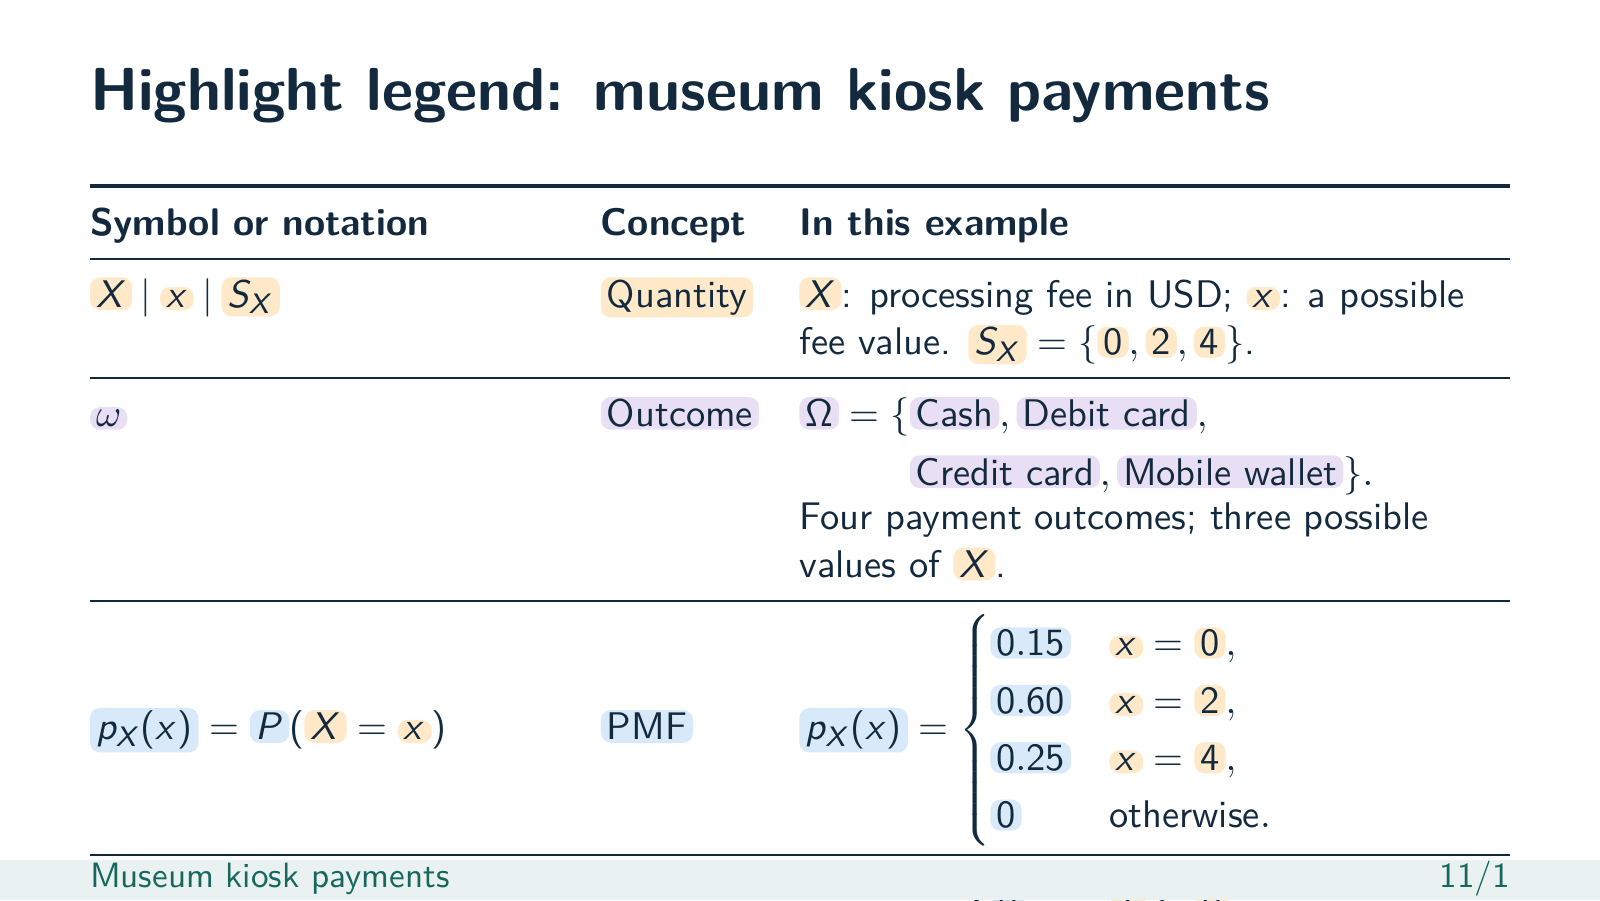 Highlight legend: museum kiosk payments
Symbol or notation Concept In this example
X | x | S_X Quantity X: processing fee in USD; x: a possible
fee value. S_X = {0, 2, 4}.
ω Outcome Ω = {Cash, Debit card,
Credit card, Mobile wallet}.
Four payment outcomes; three possible
values of X.
p_X(x) = P(X = x) PMF p_X(x) =
0.15 x = 0,
0.60 x = 2,
0.25 x = 4,
0 otherwise.
Museum kiosk payments 11/1